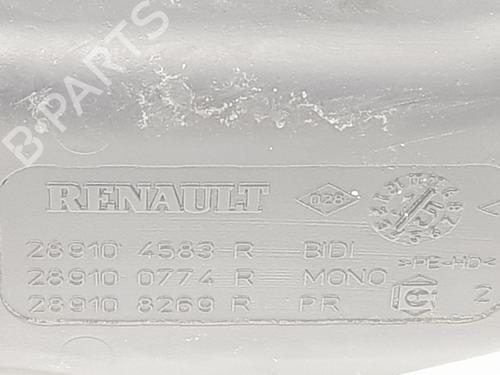 B-PARTS
RENAULT 028
28910 4583 R BIDI >PE-HD<
28910 0774 R MONO
28910 8269 R PR C 2